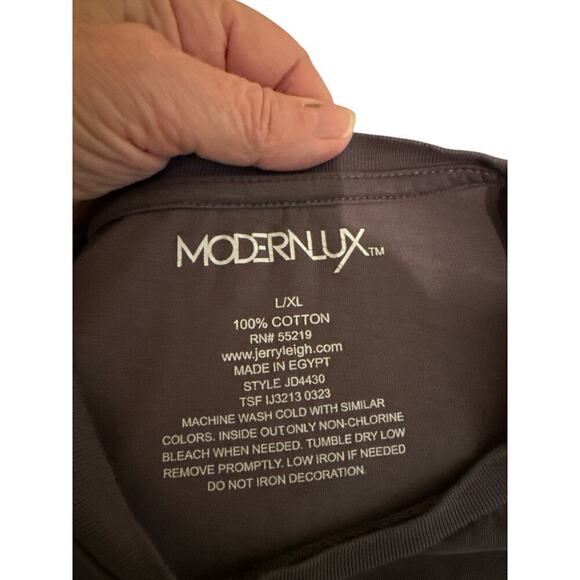 MODERNLUX™
L/XL
100% COTTON
RN# 55219
www.jerryleigh.com
MADE IN EGYPT
STYLE JD4430
TSF IJ3213 0323
MACHINE WASH COLD WITH SIMILAR
COLORS. INSIDE OUT,ONLY NON-CHLORINE
BLEACH WHEN NEEDED. TUMBLE DRY LOW
REMOVE PROMPTLY. LOW IRON IF NEEDED
DO NOT IRON DECORATION.